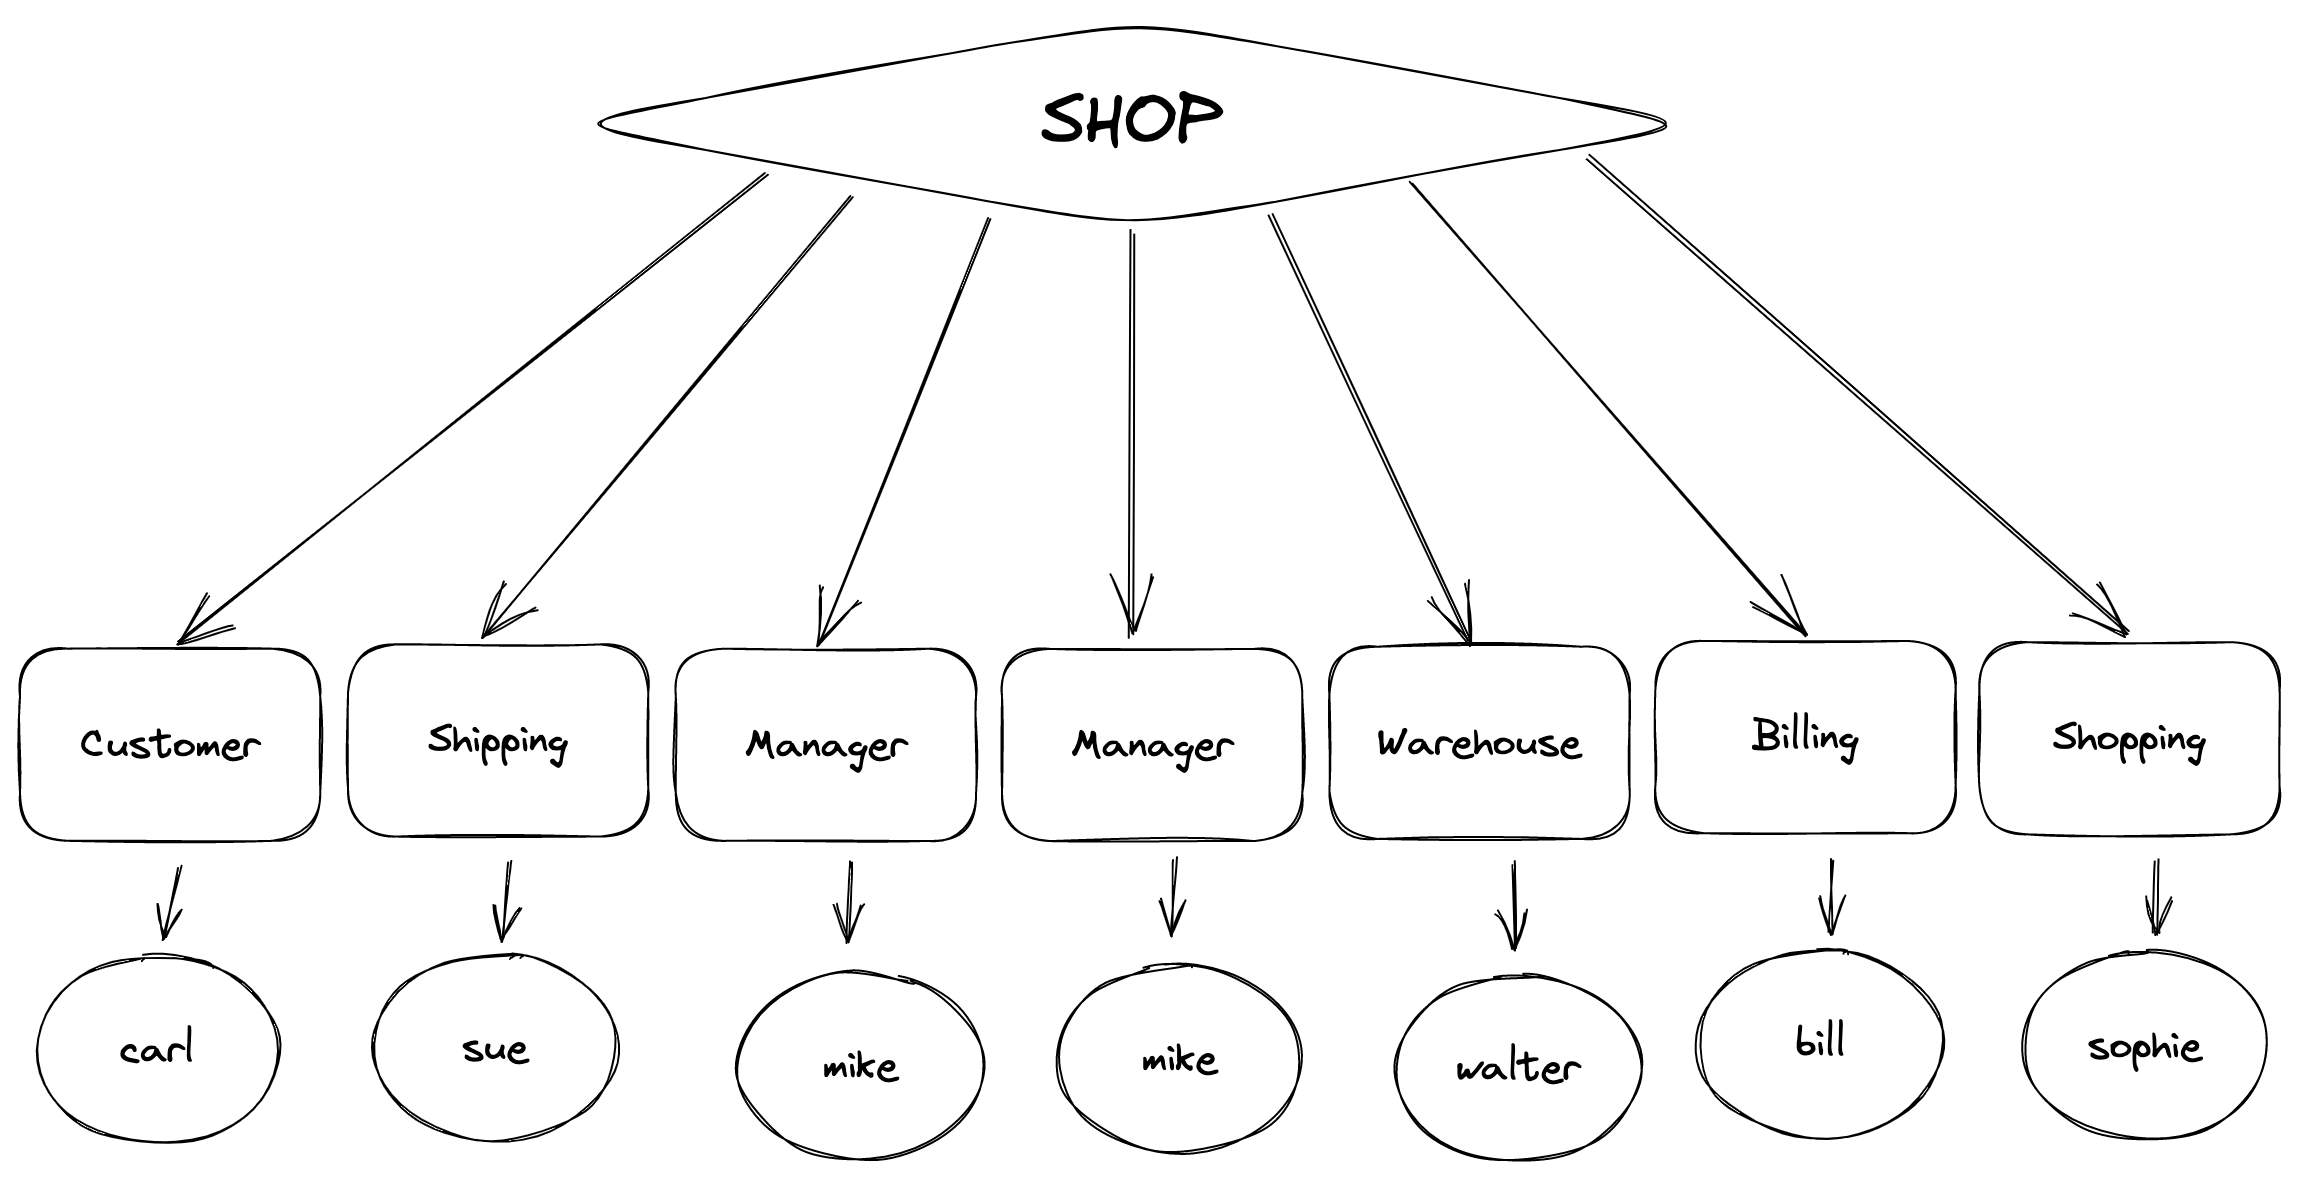 SHOP
Customer
Shipping
Manager
Manager
Warehouse
Billing
Shopping
carl
sue
mike
mike
walter
bill
sophie